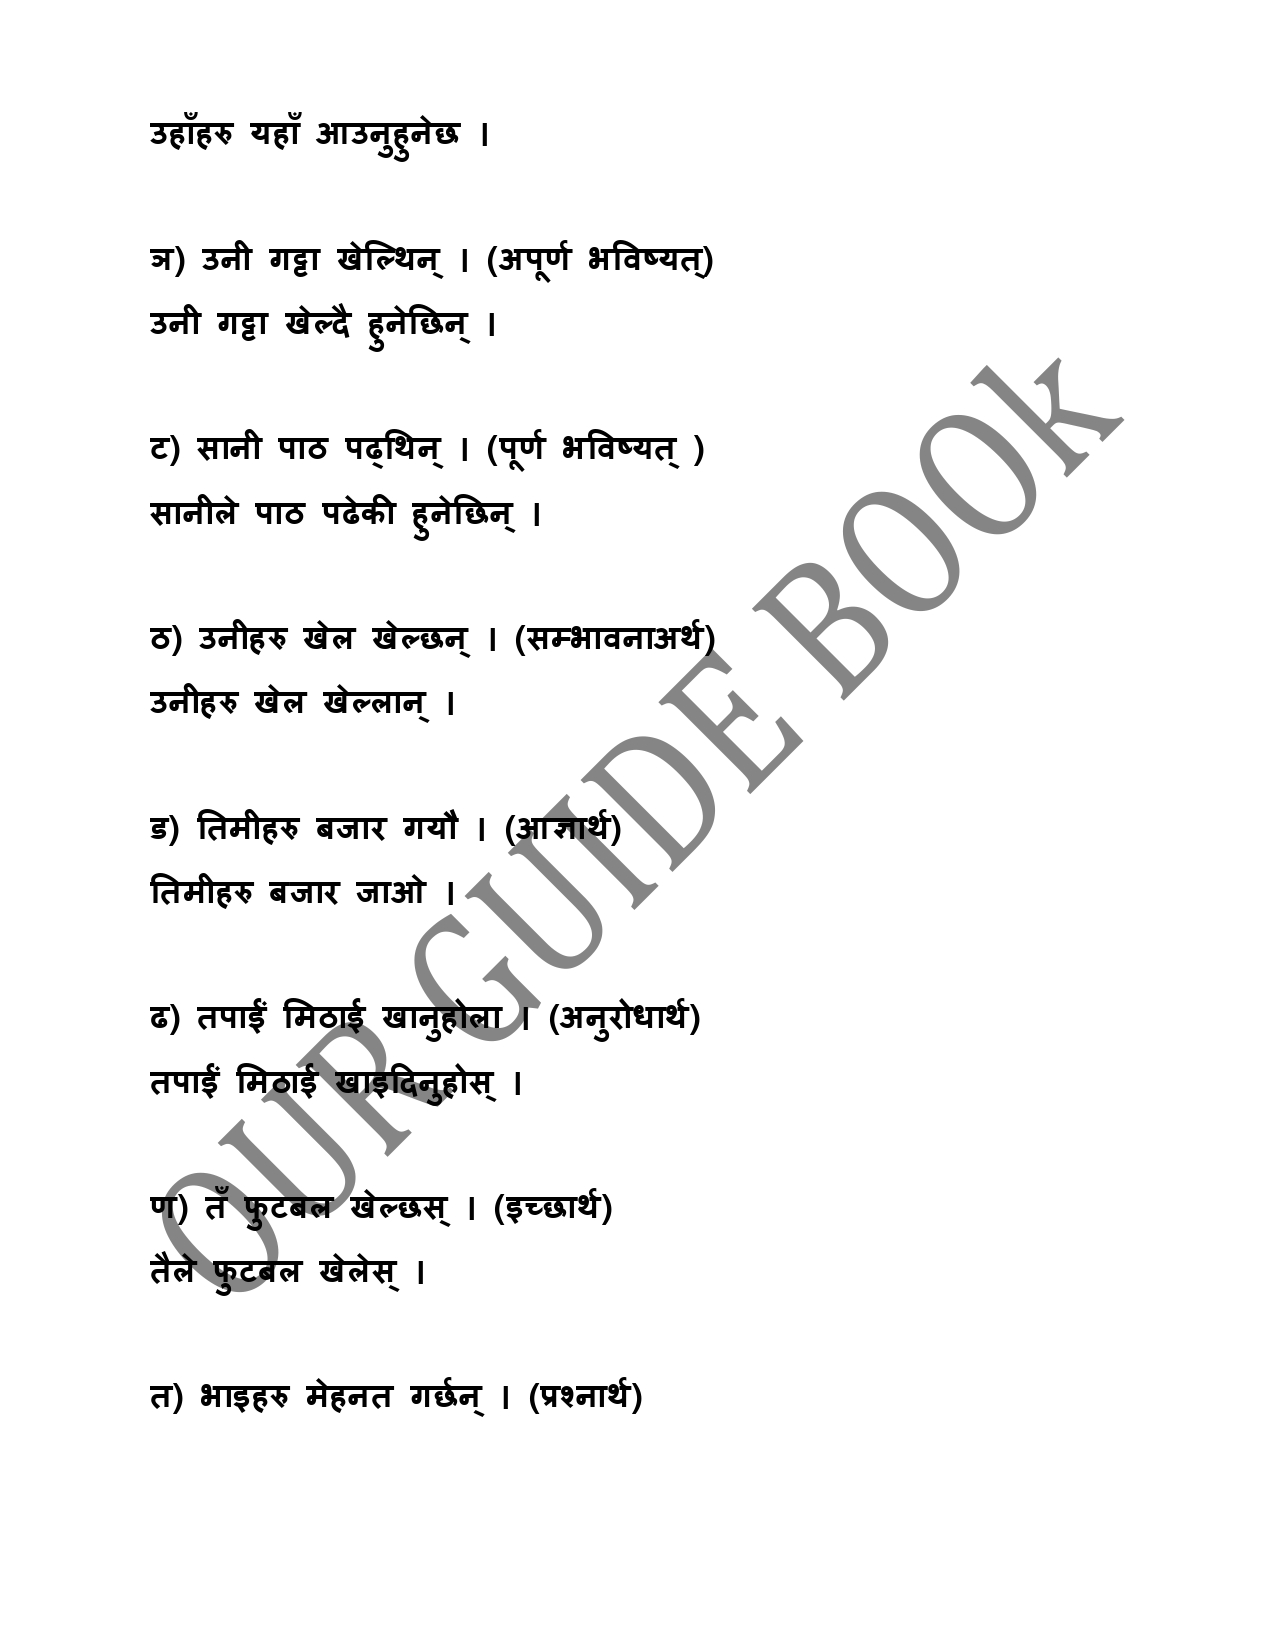 उहाँहरु यहाँ आउनुहुनेछ ।
ञ) उनी गट्टा खेल्थिन् । (अपूर्ण भविष्यत्)
उनी गट्टा खेल्दै हुनेछिन् ।
ट) सानी पाठ पढ्थिन् । (पूर्ण भविष्यत् )
सानीले पाठ पढेकी हुनेछिन् ।
ठ) उनीहरु खेल खेल्छन् । (सम्भावनाअर्थ)
उनीहरु खेल खेल्लान् ।
ड) तिमीहरु बजार गयौ । (आज्ञार्थ)
तिमीहरु बजार जाओ ।
ढ) तपाईं मिठाई खानुहोला । (अनुरोधार्थ)
तपाईं मिठाई खाइदिनुहोस् ।
ण) तँ फुटबल खेल्छस् । (इच्छार्थ)
तैले फुटबल खेलेस् ।
त) भाइहरु मेहनत गर्छन् । (प्रश्नार्थ)
OUR GUIDE BOOk